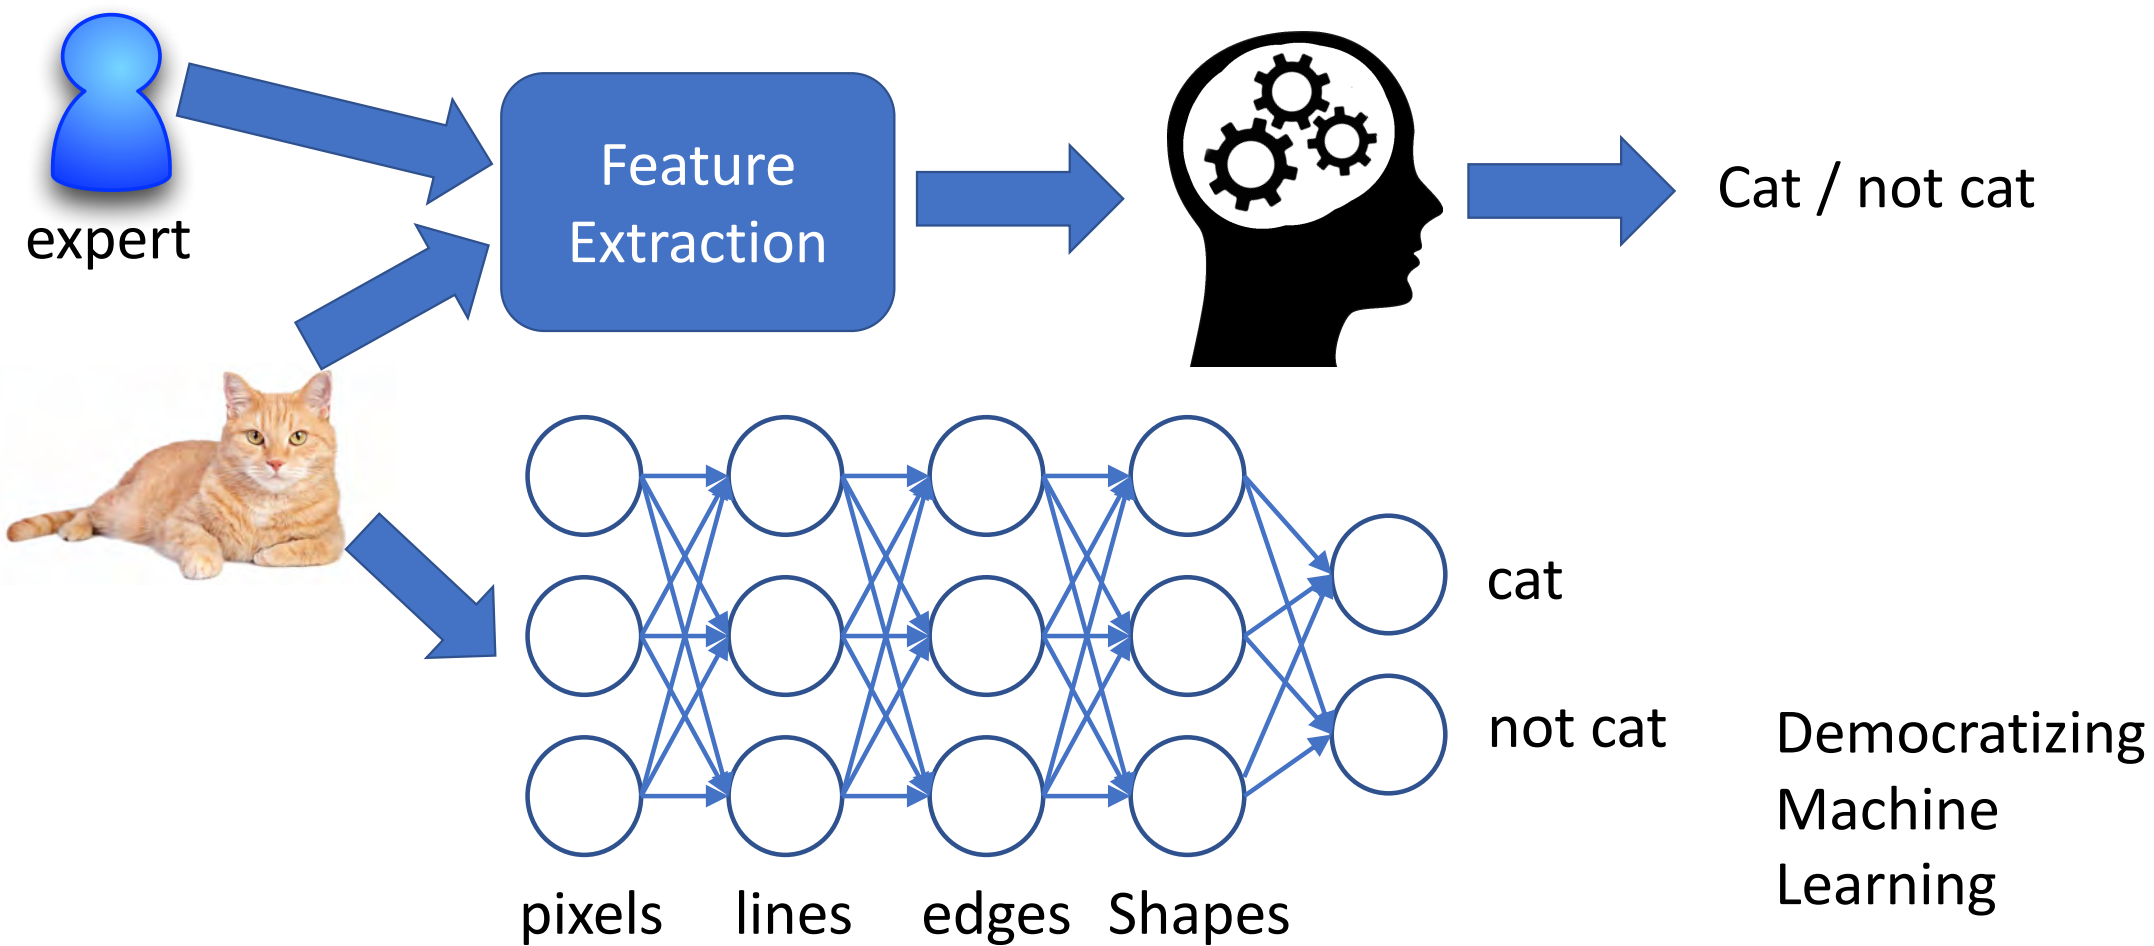 expert
Feature
Extraction
Cat / not cat
cat
not cat
pixels
lines
edges
Shapes
Democratizing
Machine
Learning